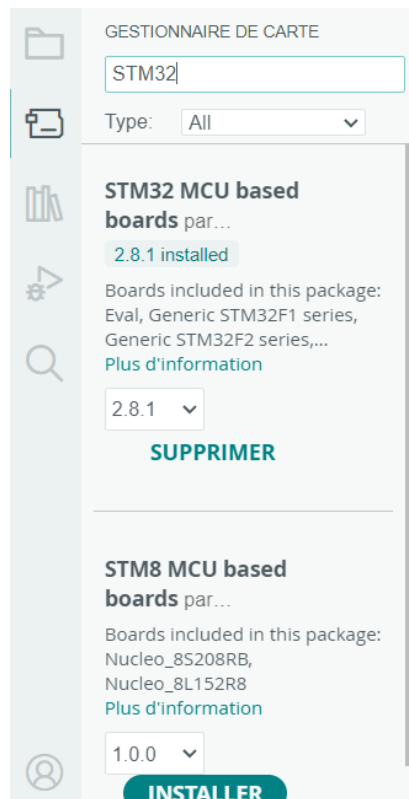 GESTIONNAIRE DE CARTE
STM32
Type: All
STM32 MCU based
boards par...
2.8.1 installed
Boards included in this package:
Eval, Generic STM32F1 series,
Generic STM32F2 series,...
Plus d'information
2.8.1
SUPPRIMER
STM8 MCU based
boards par...
Boards included in this package:
Nucleo_8S208RB,
Nucleo_8L152R8
Plus d'information
1.0.0
INSTALLER